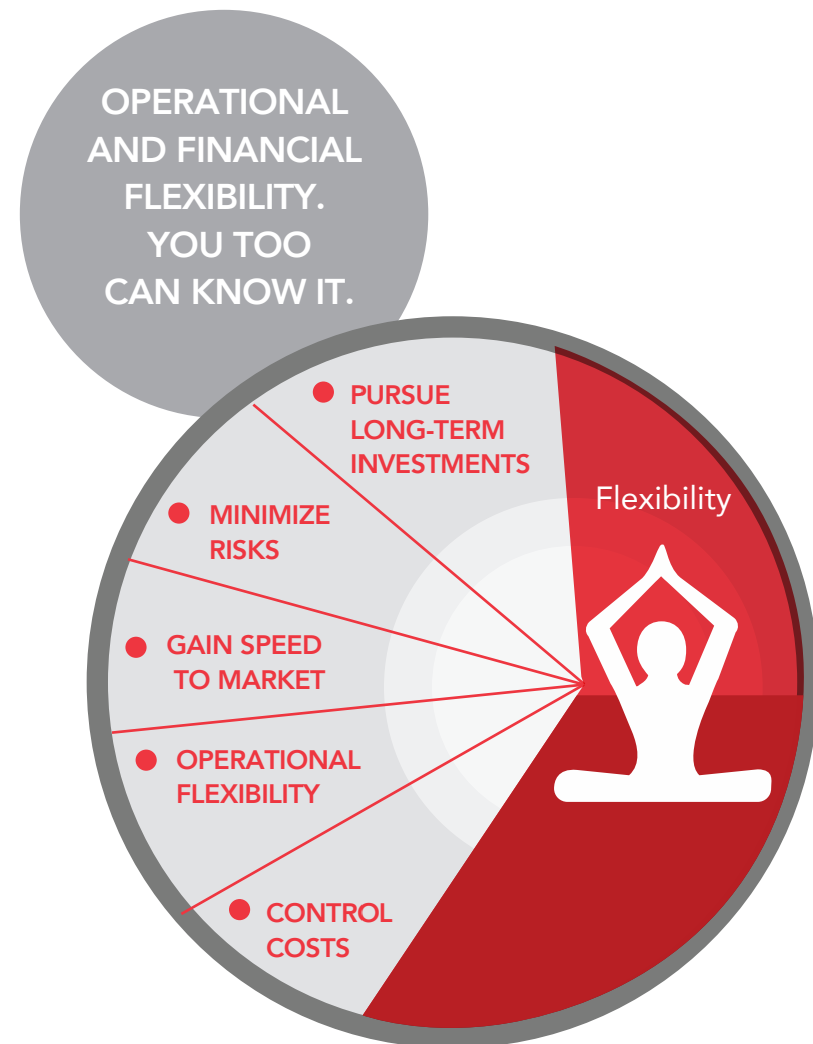 OPERATIONAL
AND FINANCIAL
FLEXIBILITY.
YOU TOO
CAN KNOW IT.
PURSUE
LONG-TERM
INVESTMENTS
Flexibility
MINIMIZE
RISKS
GAIN SPEED
TO MARKET
OPERATIONAL
FLEXIBILITY
CONTROL
COSTS